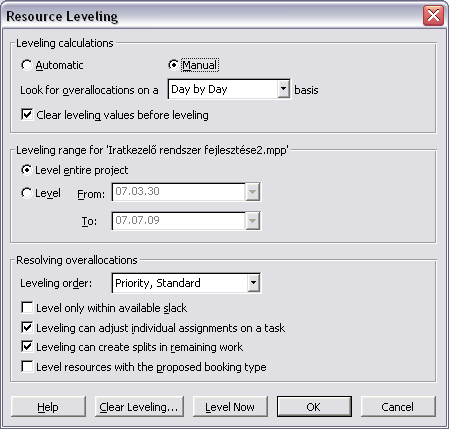 Resource Leveling
Leveling calculations
Automatic Manual
Look for overallocations on a Day by Day basis
Clear leveling values before leveling
Leveling range for 'Iratkezelő rendszer fejlesztése2.mpp'
Level entire project
Level From: 07.03.30
To: 07.07.09
Resolving overallocations
Leveling order: Priority, Standard
Level only within available slack
Leveling can adjust individual assignments on a task
Leveling can create splits in remaining work
Level resources with the proposed booking type
Help Clear Leveling... Level Now OK Cancel